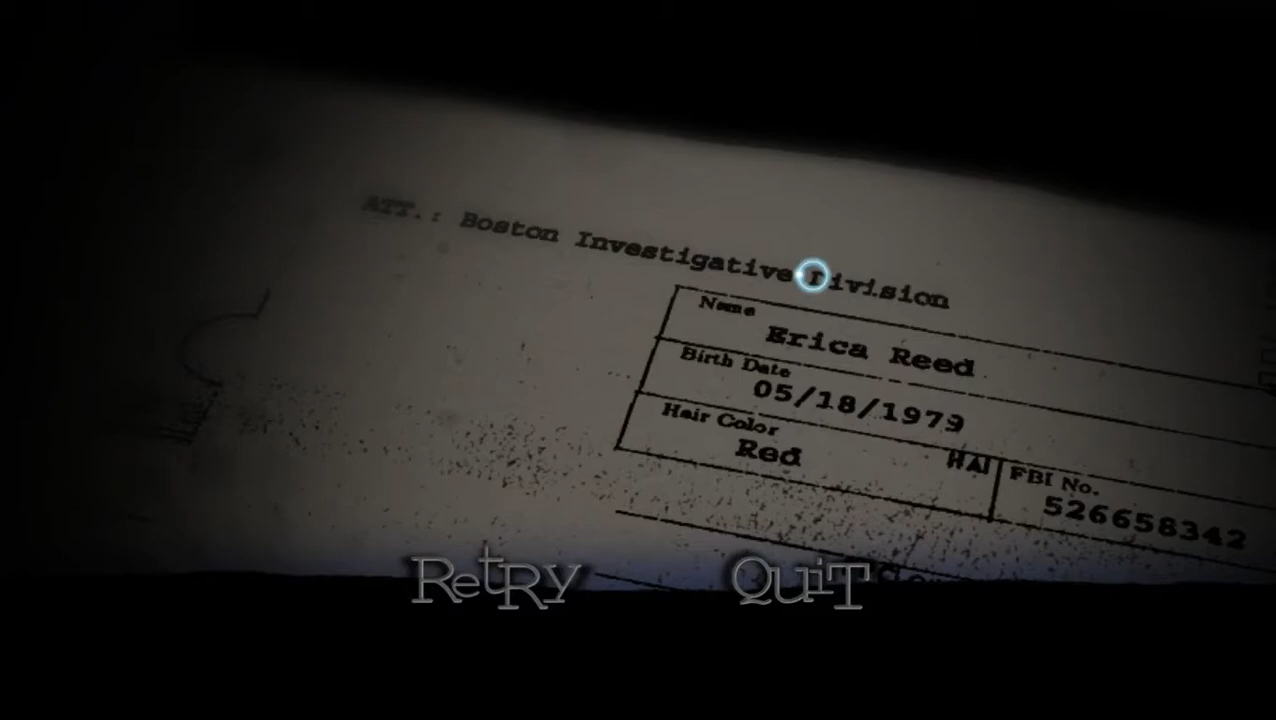 ATT.: Boston Investigative Division
Name
Erica Reed
Birth Date
05/18/1979
Hair Color
Red
HAI
FBI No.
526658342
RetRy
QuiT